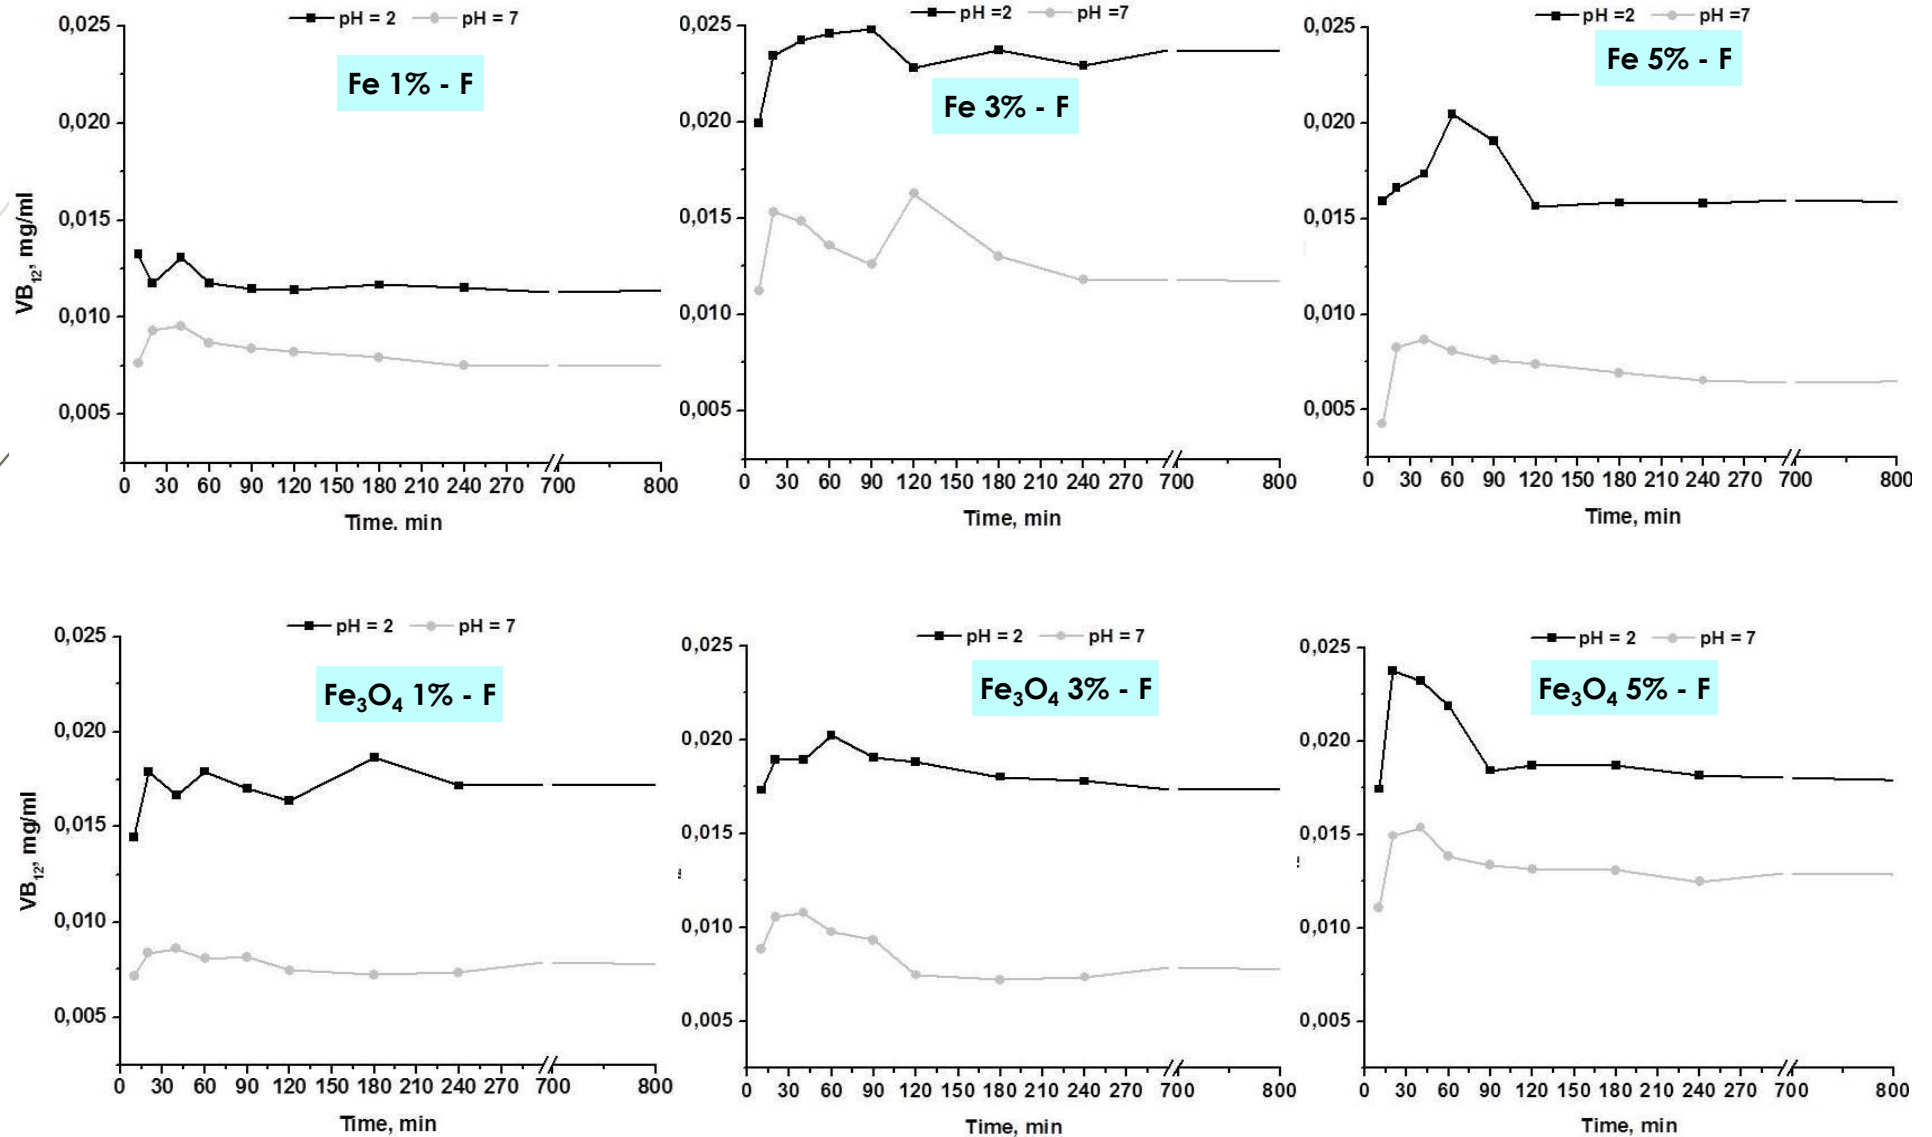 pH = 2 pH = 7
Fe 1% - F
0,025
0,020
0,015
0,010
0,005
VB12, mg/ml
0 30 60 90 120 150 180 210 240 270 700 800
Time. min
pH =2 pH =7
Fe 3% - F
0,025
0,020
0,015
0,010
0,005
0 30 60 90 120 150 180 210 240 270 700 800
Time, min
pH =2 pH =7
Fe 5% - F
0,025
0,020
0,015
0,010
0,005
0 30 60 90 120 150 180 210 240 270 700 800
Time, min
pH = 2 pH = 7
Fe3O4 1% - F
0,025
0,020
0,015
0,010
0,005
VB12, mg/ml
0 30 60 90 120 150 180 210 240 270 700 800
Time, min
pH = 2 pH = 7
Fe3O4 3% - F
0,025
0,020
0,015
0,010
0,005
0 30 60 90 120 150 180 210 240 270 700 800
Time, min
pH = 2 pH = 7
Fe3O4 5% - F
0,025
0,020
0,015
0,010
0,005
0 30 60 90 120 150 180 210 240 270 700 800
Time, min